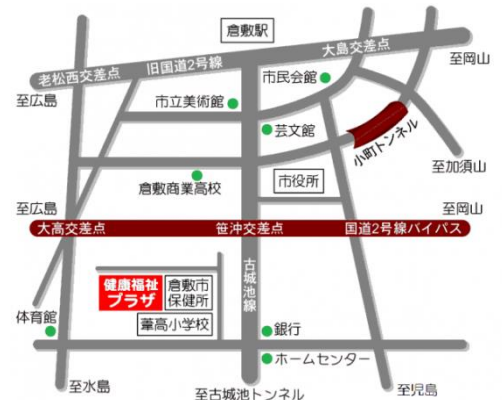 倉敷駅
大島交差点
至岡山
旧国道2号線
老松西交差点
市民会館
至広島
市立美術館
芸文館
小町トンネル
至加須山
倉敷商業高校
市役所
至広島
至岡山
大高交差点
笹沖交差点
国道2号線バイパス
古城池線
健康福祉
プラザ
倉敷市
保健所
体育館
葦高小学校
銀行
ホームセンター
至水島
至古城池トンネル
至児島